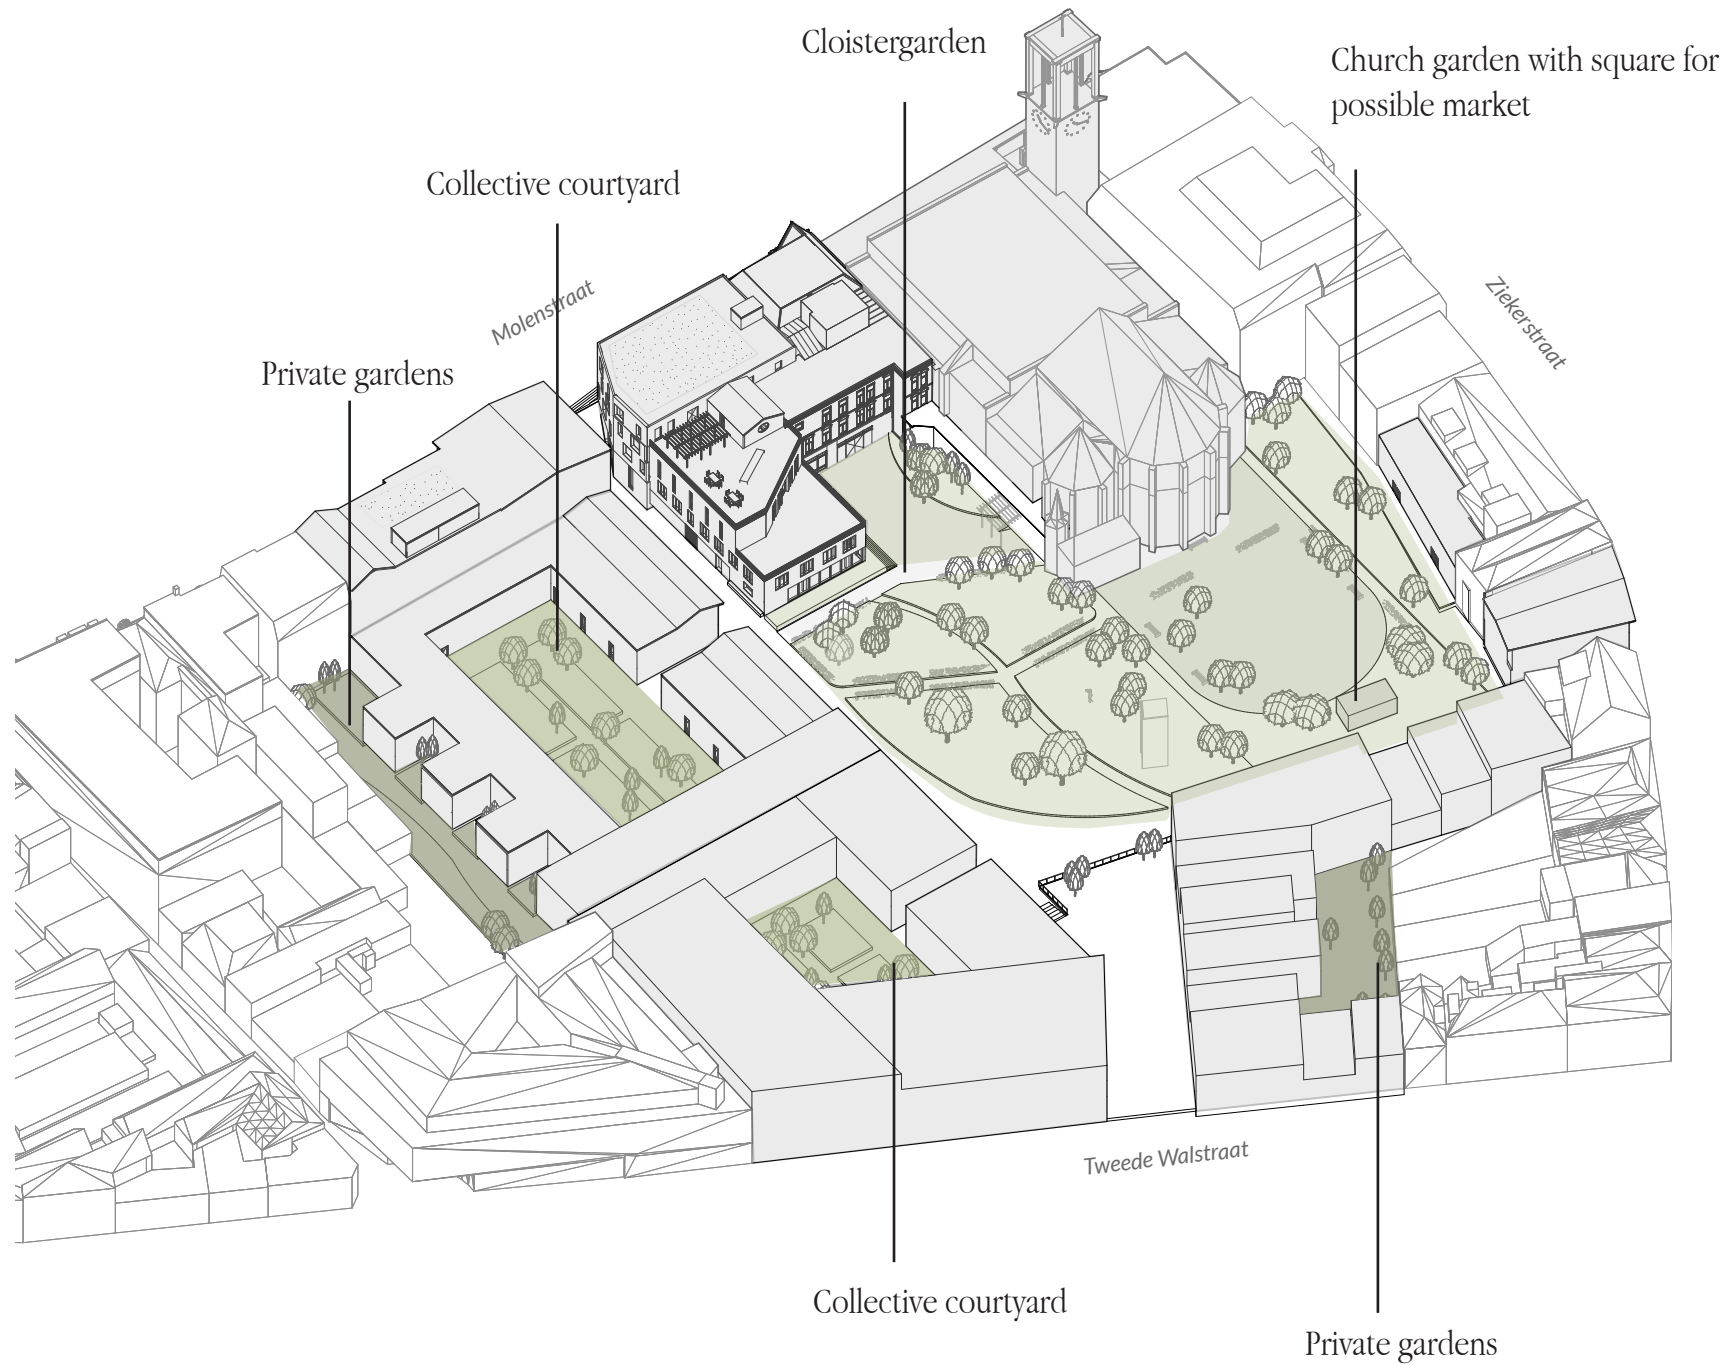 Cloistergarden
Church garden with square for
possible market
Collective courtyard
Molenstraat
Ziekerstraat
Private gardens
Tweede Walstraat
Collective courtyard
Private gardens